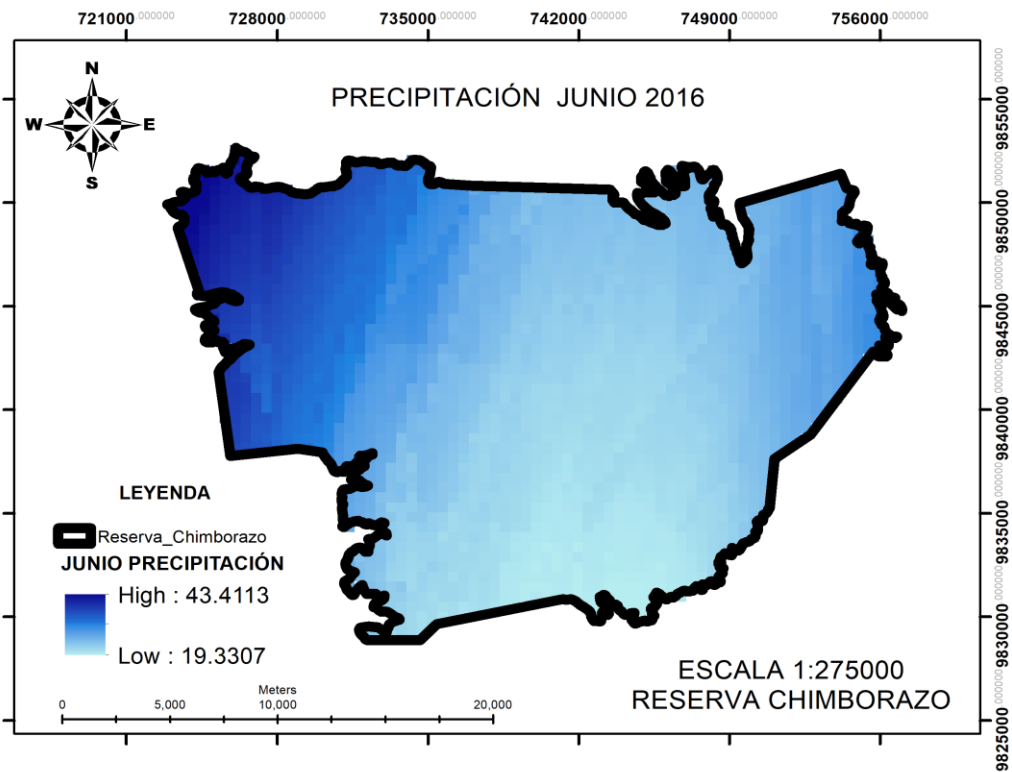 721000.000000 728000.000000 735000.000000 742000.000000 749000.000000 756000.000000
N
W E
S
PRECIPITACIÓN JUNIO 2016
9855000.000000
9850000.000000
9845000.000000
9840000.000000
9835000.000000
9830000.000000
9825000.000000
LEYENDA
Reserva_Chimborazo
JUNIO PRECIPITACIÓN
High : 43.4113
Low : 19.3307
Meters
0 5,000 10,000 20,000
ESCALA 1:275000
RESERVA CHIMBORAZO